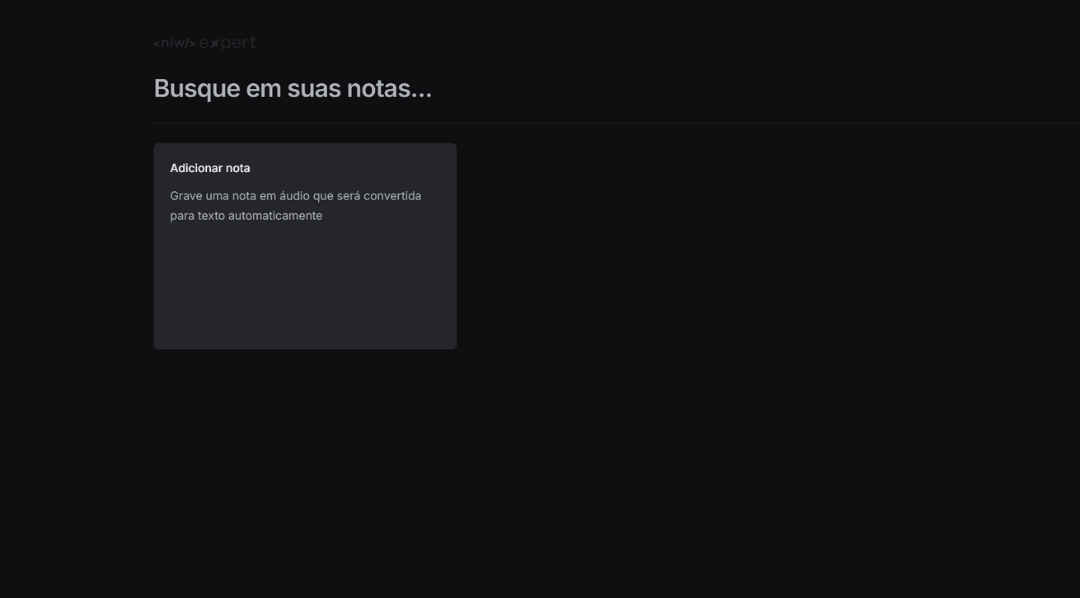 <nlw/> expert
Busque em suas notas...
Adicionar nota
Grave uma nota em áudio que será convertida
para texto automaticamente